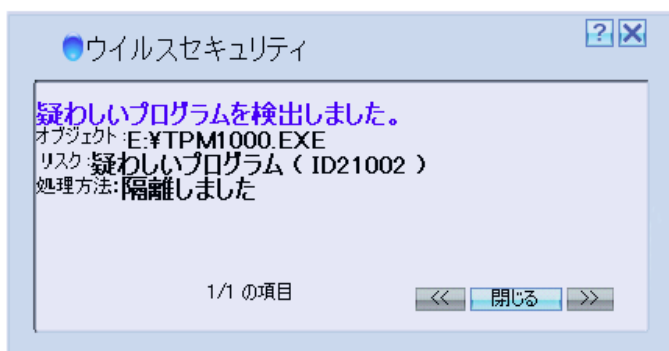 ウイルスセキュリティ
?
疑わしいプログラムを検出しました。
オブジェクト:E:¥TPM1000.EXE
リスク:疑わしいプログラム ( ID21002 )
処理方法:隔離しました
1/1 の項目
<< 閉じる >>